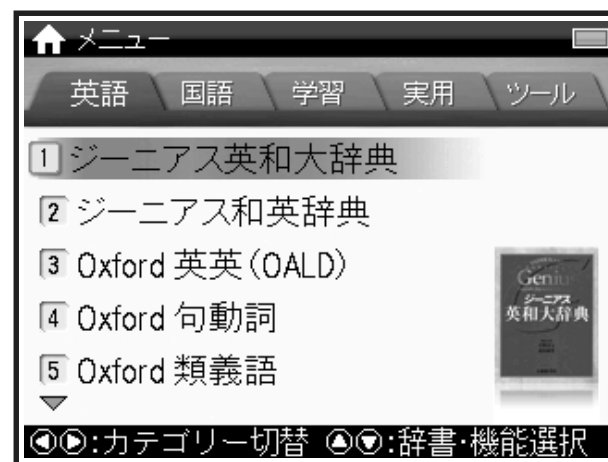 メニュー
英語 国語 学習 実用 ツール
1 ジーニアス英和大辞典
2 ジーニアス和英辞典
3 Oxford 英英(OALD)
4 Oxford 句動詞
5 Oxford 類義語
Genius
ジーニアス
英和大辞典
◀▶:カテゴリー切替 ▲▼:辞書·機能選択